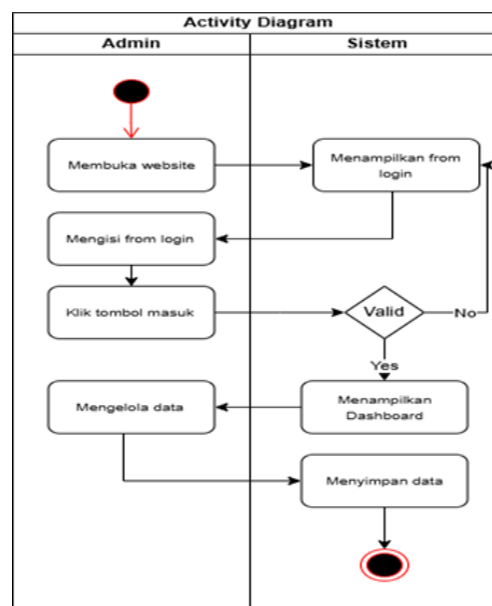 Activity Diagram
Admin
Sistem
Membuka website
Menampilkan from
login
Mengisi from login
Klik tombol masuk
Valid
No
Yes
Menampilkan
Dashboard
Mengelola data
Menyimpan data